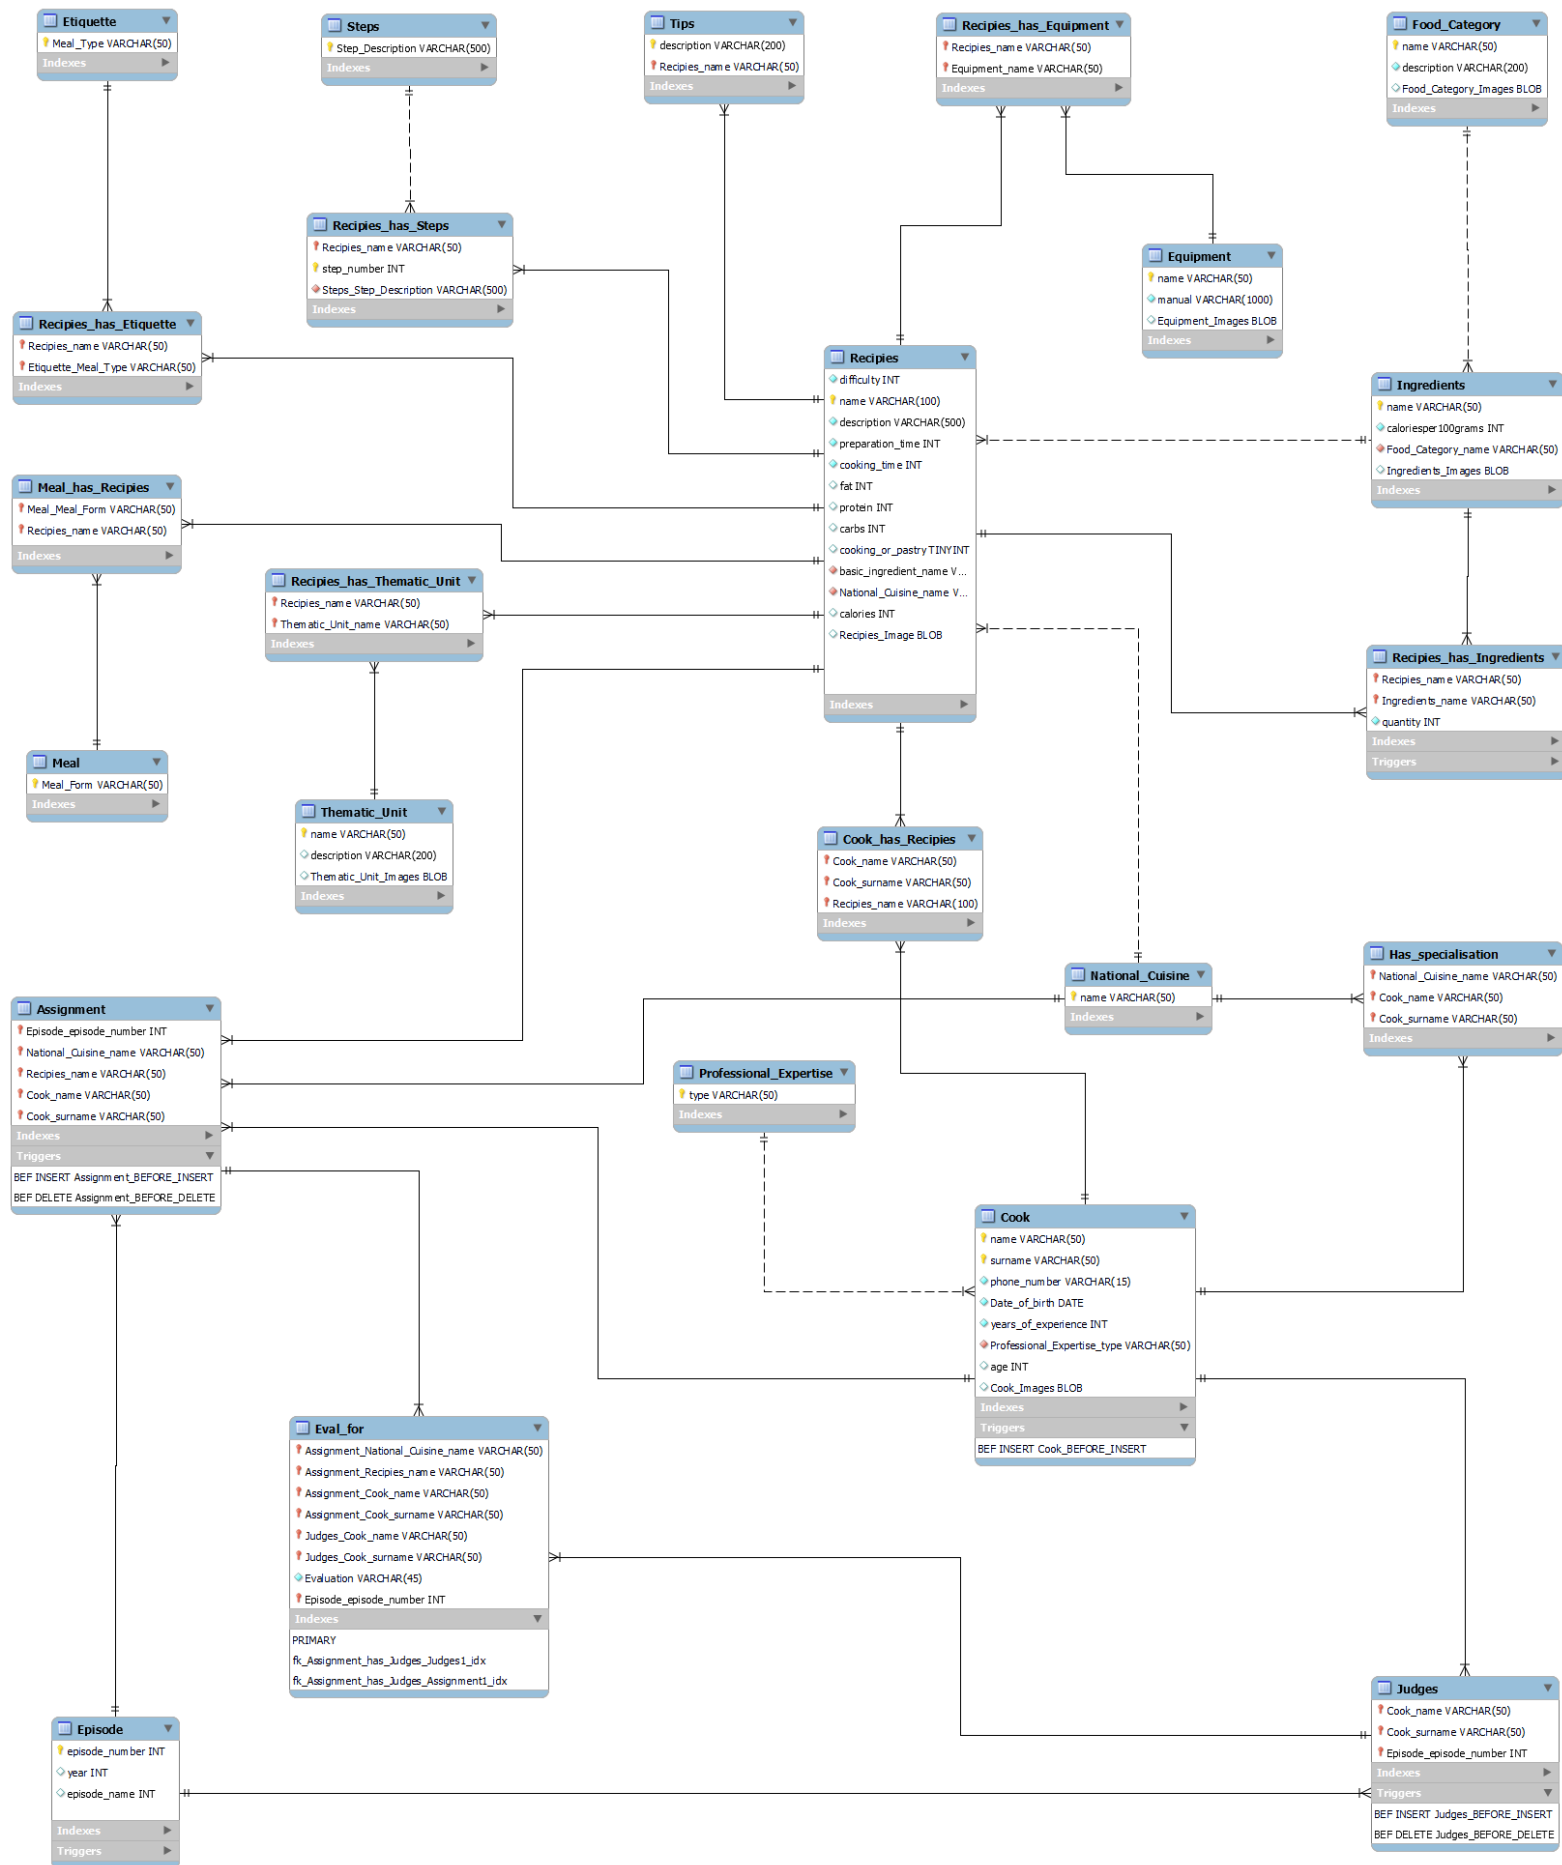 Etiquette
Meal_Type VARCHAR(50)
Indexes
Steps
Step_Description VARCHAR(500)
Indexes
Tips
description VARCHAR(200)
Recipies_name VARCHAR(50)
Indexes
Recipies_has_Equipment
Recipies_name VARCHAR(50)
Equipment_name VARCHAR(50)
Indexes
Food_Category
name VARCHAR(50)
description VARCHAR(200)
Food_Category_Images BLOB
Indexes
Recipies_has_Steps
Recipies_name VARCHAR(50)
step_number INT
Steps_Step_Description VARCHAR(500)
Indexes
Equipment
name VARCHAR(50)
manual VARCHAR(1000)
Equipment_Images BLOB
Indexes
Recipies_has_Etiquette
Recipies_name VARCHAR(50)
Etiquette_Meal_Type VARCHAR(50)
Indexes
Recipies
difficulty INT
name VARCHAR(100)
description VARCHAR(500)
preparation_time INT
cooking_time INT
fat INT
protein INT
carbs INT
cooking_or_pastry TINYINT
basic_ingredient_name V...
National_Cuisine_name V...
calories INT
Recipies_Image BLOB
Indexes
Ingredients
name VARCHAR(50)
caloriesper100grams INT
Food_Category_name VARCHAR(50)
Ingredients_Images BLOB
Indexes
Meal_has_Recipies
Meal_Meal_Form VARCHAR(50)
Recipies_name VARCHAR(50)
Indexes
Recipies_has_Thematic_Unit
Recipies_name VARCHAR(50)
Thematic_Unit_name VARCHAR(50)
Indexes
Recipies_has_Ingredients
Recipies_name VARCHAR(50)
Ingredients_name VARCHAR(50)
quantity INT
Indexes
Triggers
Meal
Meal_Form VARCHAR(50)
Indexes
Thematic_Unit
name VARCHAR(50)
description VARCHAR(200)
Thematic_Unit_Images BLOB
Indexes
Cook_has_Recipies
Cook_name VARCHAR(50)
Cook_surname VARCHAR(50)
Recipies_name VARCHAR(100)
Indexes
National_Cuisine
name VARCHAR(50)
Indexes
Has_specialisation
National_Cuisine_name VARCHAR(50)
Cook_name VARCHAR(50)
Cook_surname VARCHAR(50)
Indexes
Assignment
Episode_episode_number INT
National_Cuisine_name VARCHAR(50)
Recipies_name VARCHAR(50)
Cook_name VARCHAR(50)
Cook_surname VARCHAR(50)
Indexes
Triggers
BEF INSERT Assignment_BEFORE_INSERT
BEF DELETE Assignment_BEFORE_DELETE
Professional_Expertise
type VARCHAR(50)
Indexes
Cook
name VARCHAR(50)
surname VARCHAR(50)
phone_number VARCHAR(15)
Date_of_birth DATE
years_of_experience INT
Professional_Expertise_type VARCHAR(50)
age INT
Cook_Images BLOB
Indexes
Triggers
BEF INSERT Cook_BEFORE_INSERT
Eval_for
Assignment_National_Cuisine_name VARCHAR(50)
Assignment_Recipies_name VARCHAR(50)
Assignment_Cook_name VARCHAR(50)
Assignment_Cook_surname VARCHAR(50)
Judges_Cook_name VARCHAR(50)
Judges_Cook_surname VARCHAR(50)
Evaluation VARCHAR(45)
Episode_episode_number INT
Indexes
PRIMARY
fk_Assignment_has_Judges_Judges1_idx
fk_Assignment_has_Judges_Assignment1_idx
Episode
episode_number INT
year INT
episode_name INT
Indexes
Triggers
Judges
Cook_name VARCHAR(50)
Cook_surname VARCHAR(50)
Episode_episode_number INT
Indexes
Triggers
BEF INSERT Judges_BEFORE_INSERT
BEF DELETE Judges_BEFORE_DELETE